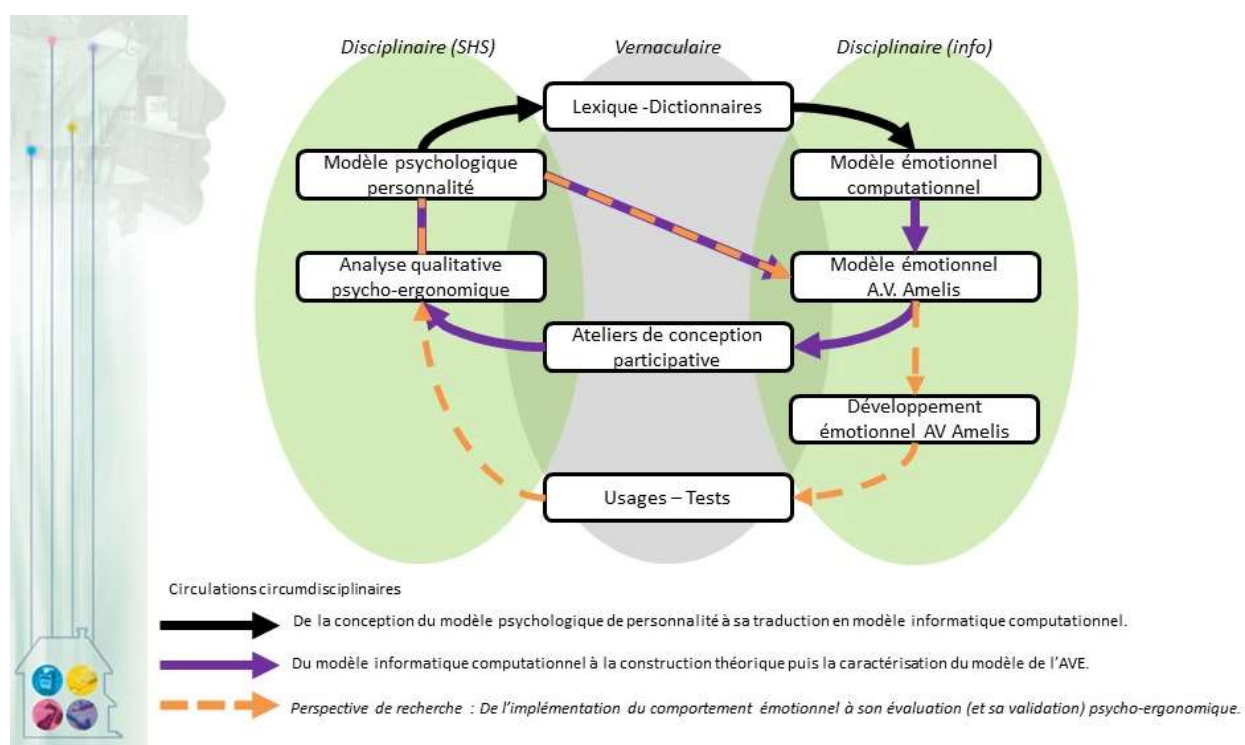 Disciplinaire (SHS)
Vernaculaire
Disciplinaire (info)
Lexique -Dictionnaires
Modèle psychologique
personnalité
Modèle émotionnel
computationnel
Analyse qualitative
psycho-ergonomique
Modèle émotionnel
A.V. Amelis
Ateliers de conception
participative
Développement
émotionnel AV Amelis
Usages – Tests
Circulations circumdisciplinaires
De la conception du modèle psychologique de personnalité à sa traduction en modèle informatique computationnel.
Du modèle informatique computationnel à la construction théorique puis la caractérisation du modèle de l'AVE.
Perspective de recherche : De l'implémentation du comportement émotionnel à son évaluation (et sa validation) psycho-ergonomique.